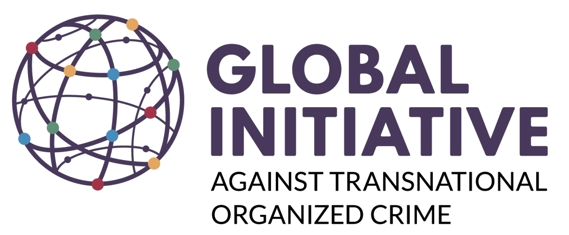 GLOBAL
INITIATIVE
AGAINST TRANSNATIONAL
ORGANIZED CRIME